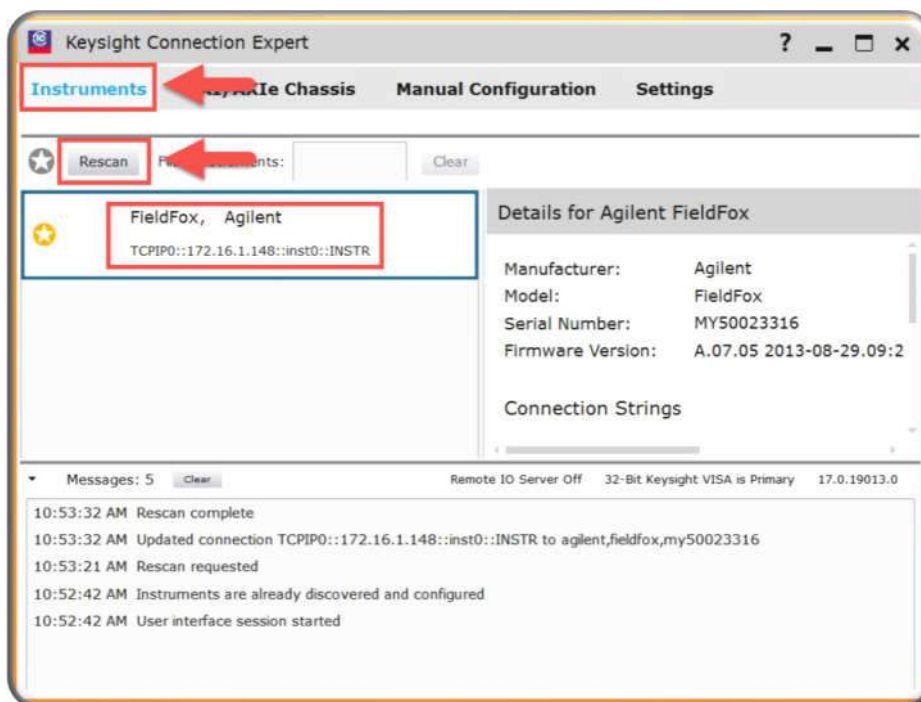 Keysight Connection Expert
?
Instruments
AXIe Chassis Manual Configuration Settings
Rescan
Clear
FieldFox, Agilent
TCPIP0::172.16.1.148::inst0::INSTR
Details for Agilent FieldFox
Manufacturer: Agilent
Model: FieldFox
Serial Number: MY50023316
Firmware Version: A.07.05 2013-08-29.09:2
Connection Strings
Messages: 5 Clear Remote IO Server Off 32-Bit Keysight VISA is Primary 17.0.19013.0
10:53:32 AM Rescan complete
10:53:32 AM Updated connection TCPIP0::172.16.1.148::inst0::INSTR to agilent,fieldfox,my50023316
10:53:21 AM Rescan requested
10:52:42 AM Instruments are already discovered and configured
10:52:42 AM User interface session started